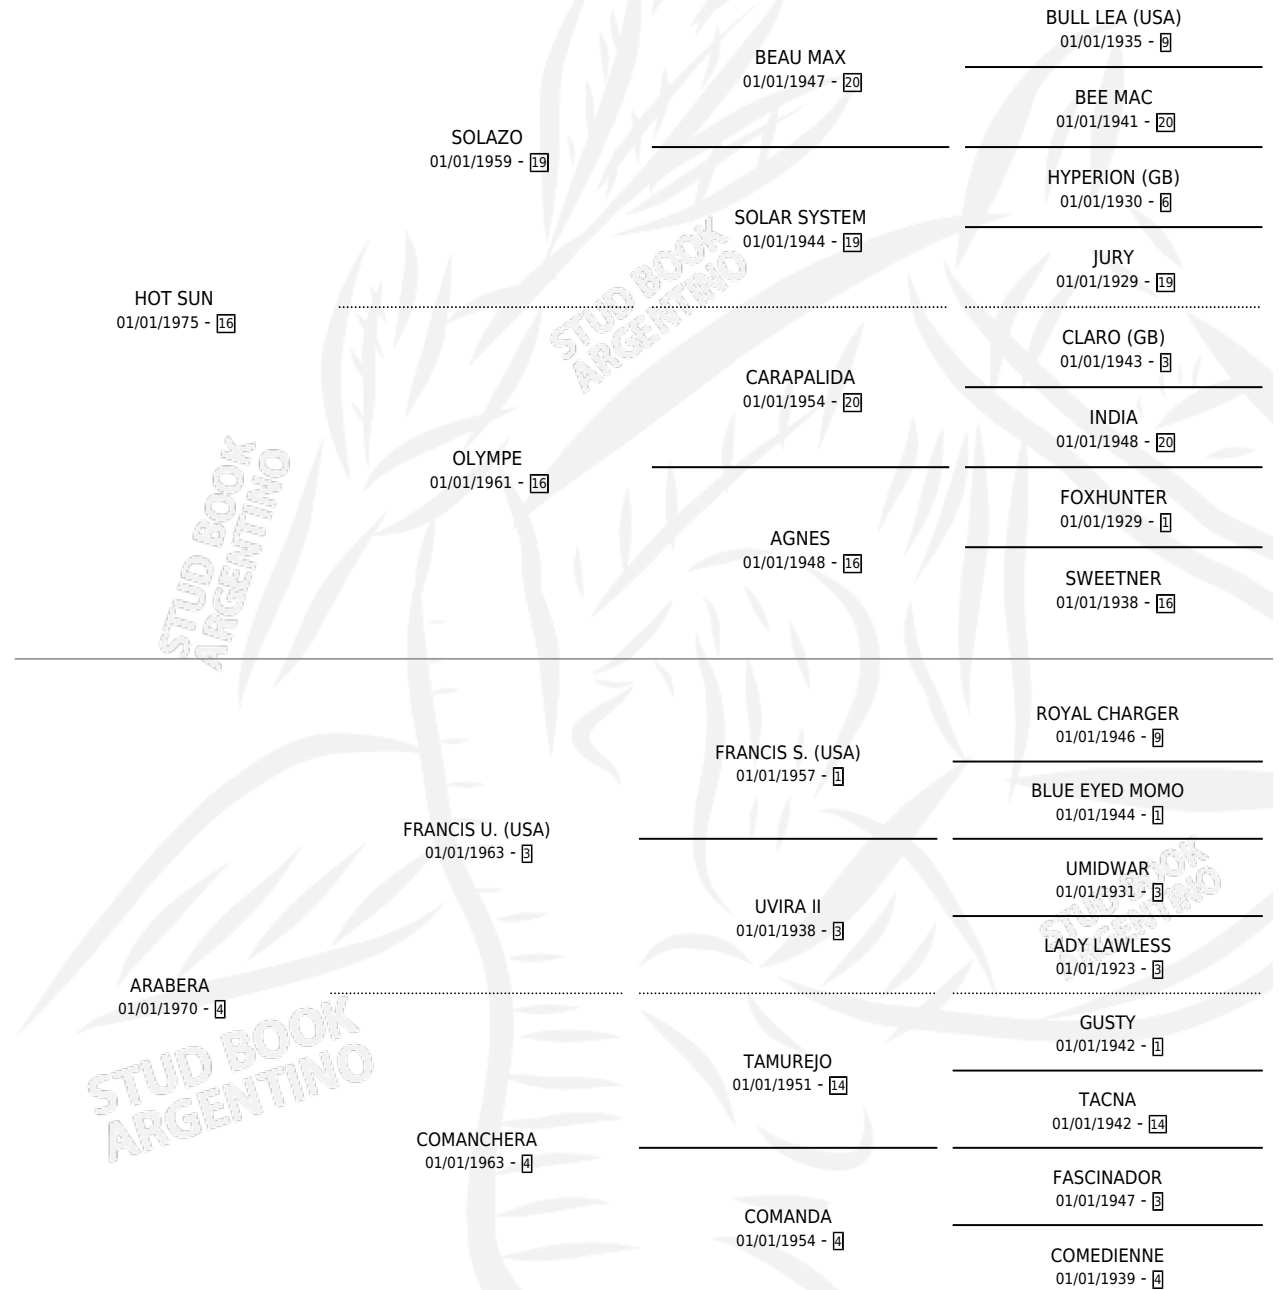 BULL LEA (USA)
01/01/1935 - 9
BEAU MAX
01/01/1947 - 20
BEE MAC
01/01/1941 - 20
SOLAZO
01/01/1959 - 19
HYPERION (GB)
01/01/1930 - 6
SOLAR SYSTEM
01/01/1944 - 19
JURY
01/01/1929 - 19
HOT SUN
01/01/1975 - 16
STUD BOOK
ARGENTINO
CLARO (GB)
01/01/1943 - 3
CARAPALIDA
01/01/1954 - 20
INDIA
01/01/1948 - 20
OLYMPE
01/01/1961 - 16
FOXHUNTER
01/01/1929 - 1
AGNES
01/01/1948 - 16
SWEETNER
01/01/1938 - 16
STUD BOOK
ARGENTINO
ROYAL CHARGER
01/01/1946 - 9
FRANCIS S. (USA)
01/01/1957 - 1
BLUE EYED MOMO
01/01/1944 - 1
FRANCIS U. (USA)
01/01/1963 - 3
UMIDWAR
01/01/1931 - 3
UVIRA II
01/01/1938 - 3
LADY LAWLESS
01/01/1923 - 3
STUD BOOK
ARGENTINO
ARABERA
01/01/1970 - 4
STUD BOOK
ARGENTINO
GUSTY
01/01/1942 - 1
TAMUREJO
01/01/1951 - 14
TACNA
01/01/1942 - 14
COMANCHERA
01/01/1963 - 4
FASCINADOR
01/01/1947 - 3
COMANDA
01/01/1954 - 4
COMEDIENNE
01/01/1939 - 4